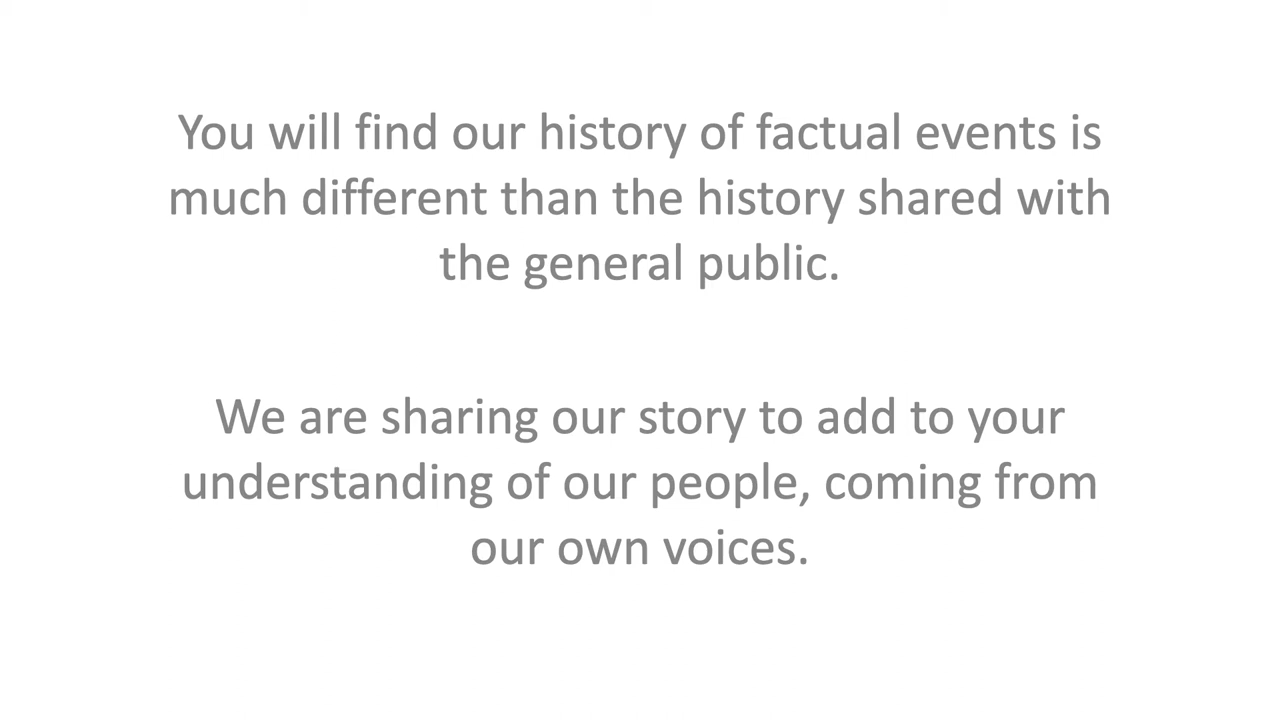 You will find our history of factual events is
much different than the history shared with
the general public.
We are sharing our story to add to your
understanding of our people, coming from
our own voices.